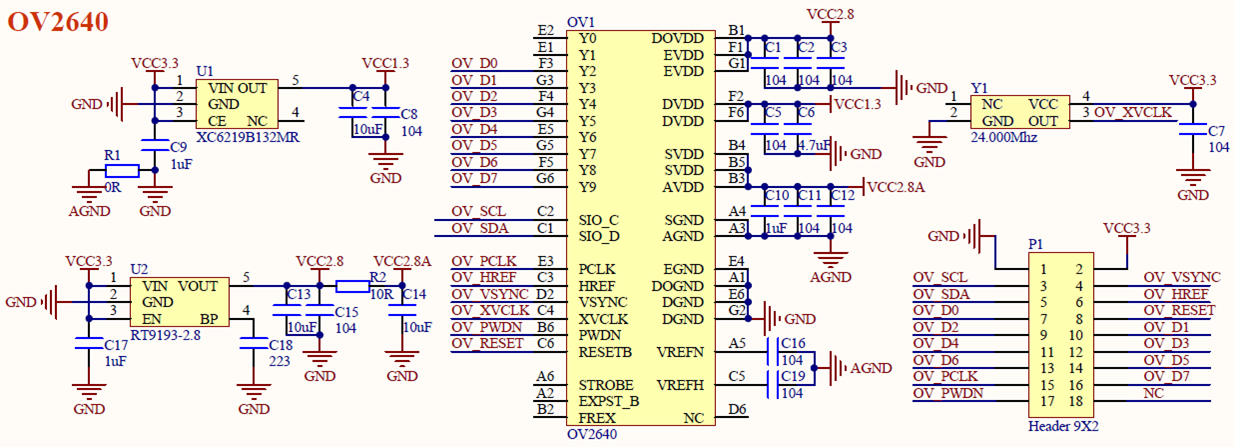 OV2640
VCC3.3
U1
VCC1.3
1 VIN OUT 5
GND 2 GND
3 CE NC 4
XC6219B132MR
C4
10uF
C8
104
GND
C9
1uF
R1
0R
AGND
GND
VCC3.3
U2
VCC2.8
VCC2.8A
1 VIN VOUT 5
R2
10R
GND 2 GND
3 EN BP 4
RT9193-2.8
C13
10uF
C15
104
C14
10uF
GND
GND
C17
1uF
GND
C18
223
GND
OV1
E2 Y0
E1 Y1
OV_D0 F3 Y2
OV_D1 G3 Y3
OV_D2 F4 Y4
OV_D3 G4 Y5
OV_D4 E5 Y6
OV_D5 G5 Y7
OV_D6 F5 Y8
OV_D7 G6 Y9
OV_SCL C2 SIO_C
OV_SDA C1 SIO_D
OV_PCLK E3 PCLK
OV_HREF C3 HREF
OV_VSYNC D2 VSYNC
OV_XVCLK C4 XVCLK
OV_PWDN B6 PWDN
OV_RESET C6 RESETB
A6 STROBE
A2 EXPST_B
B2 FREX
OV2640
DOVDD B1
EVDD F1
EVDD G1
DVDD F2
DVDD F6
SVDD B4
SVDD B5
AVDD B3
SGND A4
AGND A3
EGND E4
DOGND A1
DGND E6
DGND G2
VREFN A5
VREFH C5
NC D6
VCC2.8
C1 C2 C3
104 104 104
GND
VCC1.3
C5 C6
104 4.7uF
GND
VCC2.8A
C10 C11 C12
1uF 104 104
AGND
GND
C16
104
AGND
C19
104
Y1
VCC3.3
1 NC VCC 4
2 GND OUT 3 OV_XVCLK
24.000Mhz
GND
C7
104
GND
GND
P1
VCC3.3
1 2
OV_SCL 3 4 OV_VSYNC
OV_SDA 5 6 OV_HREF
OV_D0 7 8 OV_RESET
OV_D2 9 10 OV_D1
OV_D4 11 12 OV_D3
OV_D6 13 14 OV_D5
OV_PCLK 15 16 OV_D7
OV_PWDN 17 18 NC
Header 9X2